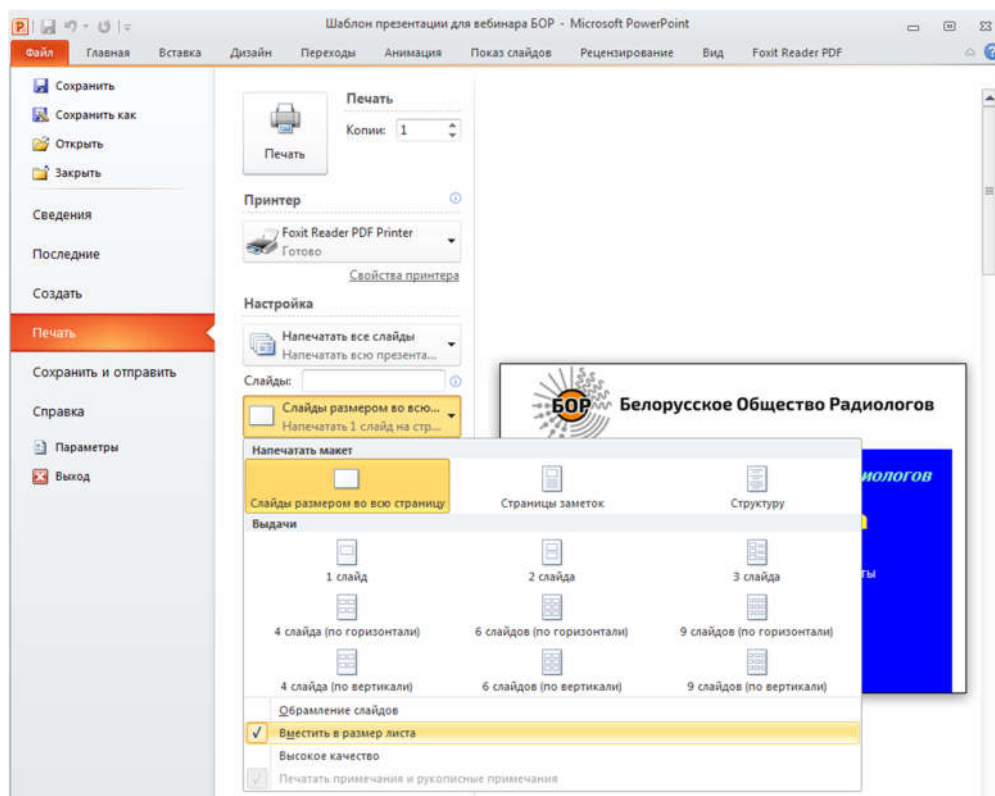 Шаблон презентации для вебинара БОР - Microsoft PowerPoint
Файл Главная Вставка Дизайн Переходы Анимация Показ слайдов Рецензирование Вид Foxit Reader PDF
Сохранить
Сохранить как
Открыть
Закрыть
Сведения
Последние
Создать
Печать
Сохранить и отправить
Справка
Параметры
Выход
Печать
Копии: 1
Печать
Принтер
Foxit Reader PDF Printer
Готово
Свойства принтера
Настройка
Напечатать все слайды
Напечатать всю презента...
Слайды:
Слайды размером во всю...
Напечатать 1 слайд на стр...
БОР Белорусское Общество Радиологов
иологов
ты
Напечатать макет
Слайды размером во всю страницу Страницы заметок Структуру
Выдачи
1 слайд 2 слайда 3 слайда
4 слайда (по горизонтали) 6 слайдов (по горизонтали) 9 слайдов (по горизонтали)
4 слайда (по вертикали) 6 слайдов (по вертикали) 9 слайдов (по вертикали)
Обрамление слайдов
Вместить в размер листа
Высокое качество
Печатать примечания и рукописные примечания